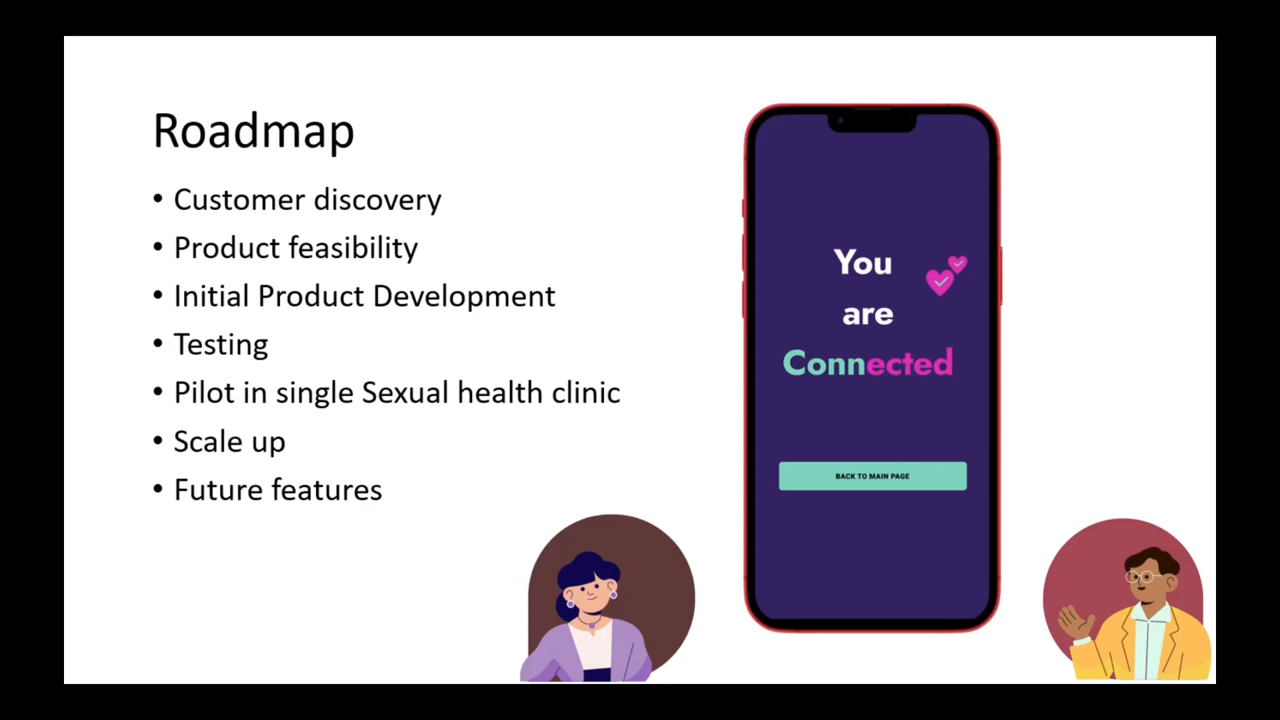 Roadmap
• Customer discovery
• Product feasibility
• Initial Product Development
• Testing
• Pilot in single Sexual health clinic
• Scale up
• Future features
You
are
Connected
BACK TO MAIN PAGE